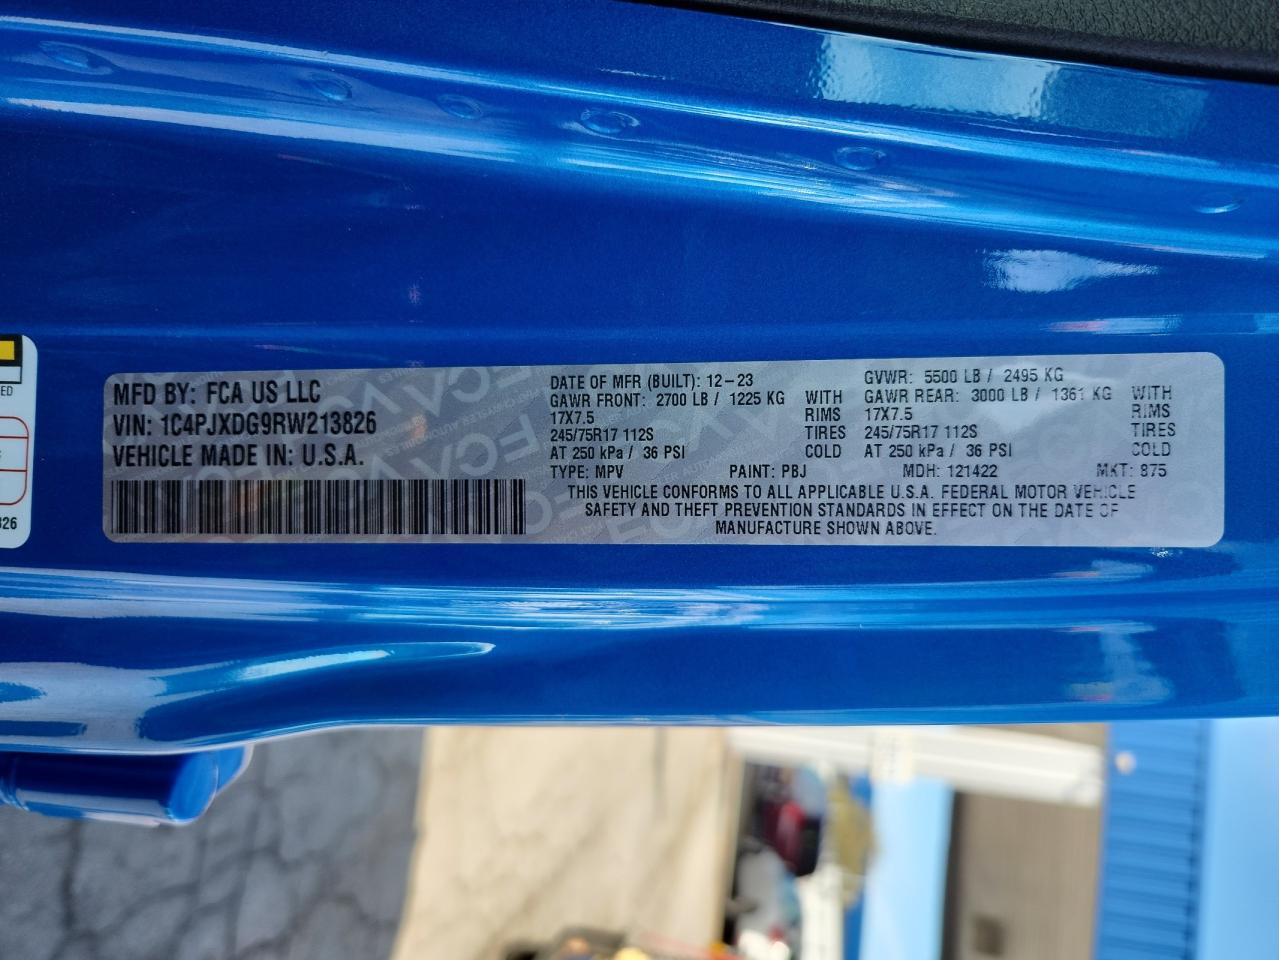 MFD BY: FCA US LLC
VIN: 1C4PJXDG9RW213826
VEHICLE MADE IN: U.S.A.
DATE OF MFR (BUILT): 12-23
GVWR: 5500 LB / 2495 KG
GAWR FRONT: 2700 LB / 1225 KG WITH GAWR REAR: 3000 LB / 1361 KG WITH
17X7.5 RIMS 17X7.5 RIMS
245/75R17 112S TIRES 245/75R17 112S TIRES
AT 250 kPa / 36 PSI COLD AT 250 kPa / 36 PSI COLD
TYPE: MPV PAINT: PBJ MDH: 121422 MKT: 875
THIS VEHICLE CONFORMS TO ALL APPLICABLE U.S.A. FEDERAL MOTOR VEHICLE
SAFETY AND THEFT PREVENTION STANDARDS IN EFFECT ON THE DATE OF
MANUFACTURE SHOWN ABOVE.